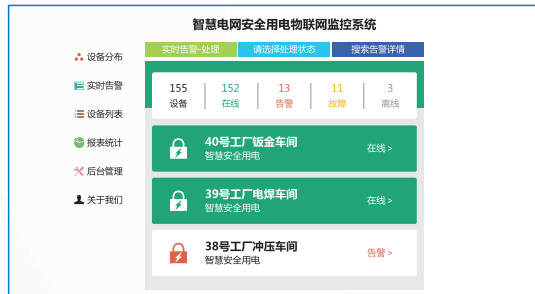 智慧电网安全用电物联网监控系统
实时告警-处理 请选择处理状态 搜索告警详情
设备分布
实时告警
设备列表
报表统计
后台管理
关于我们
155 152 13 11 3
设备 在线 告警 故障 离线
40号工厂钣金车间
智慧安全用电
在线 >
39号工厂电焊车间
智慧安全用电
在线 >
38号工厂冲压车间
智慧安全用电
告警 >